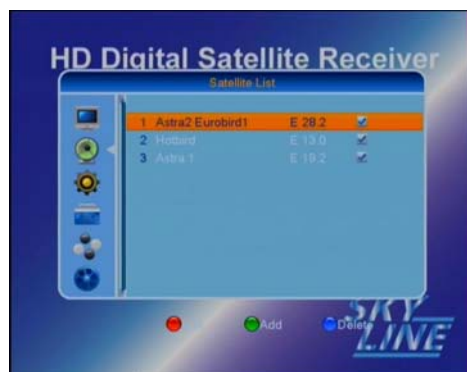 HD Digital Satellite Receiver
Satellite List
1 Astra2 Eurobird1 E 28.2
2 Hotbird E 13.0
3 Astra 1 E 19.2
Add Delete
SKY
LINE